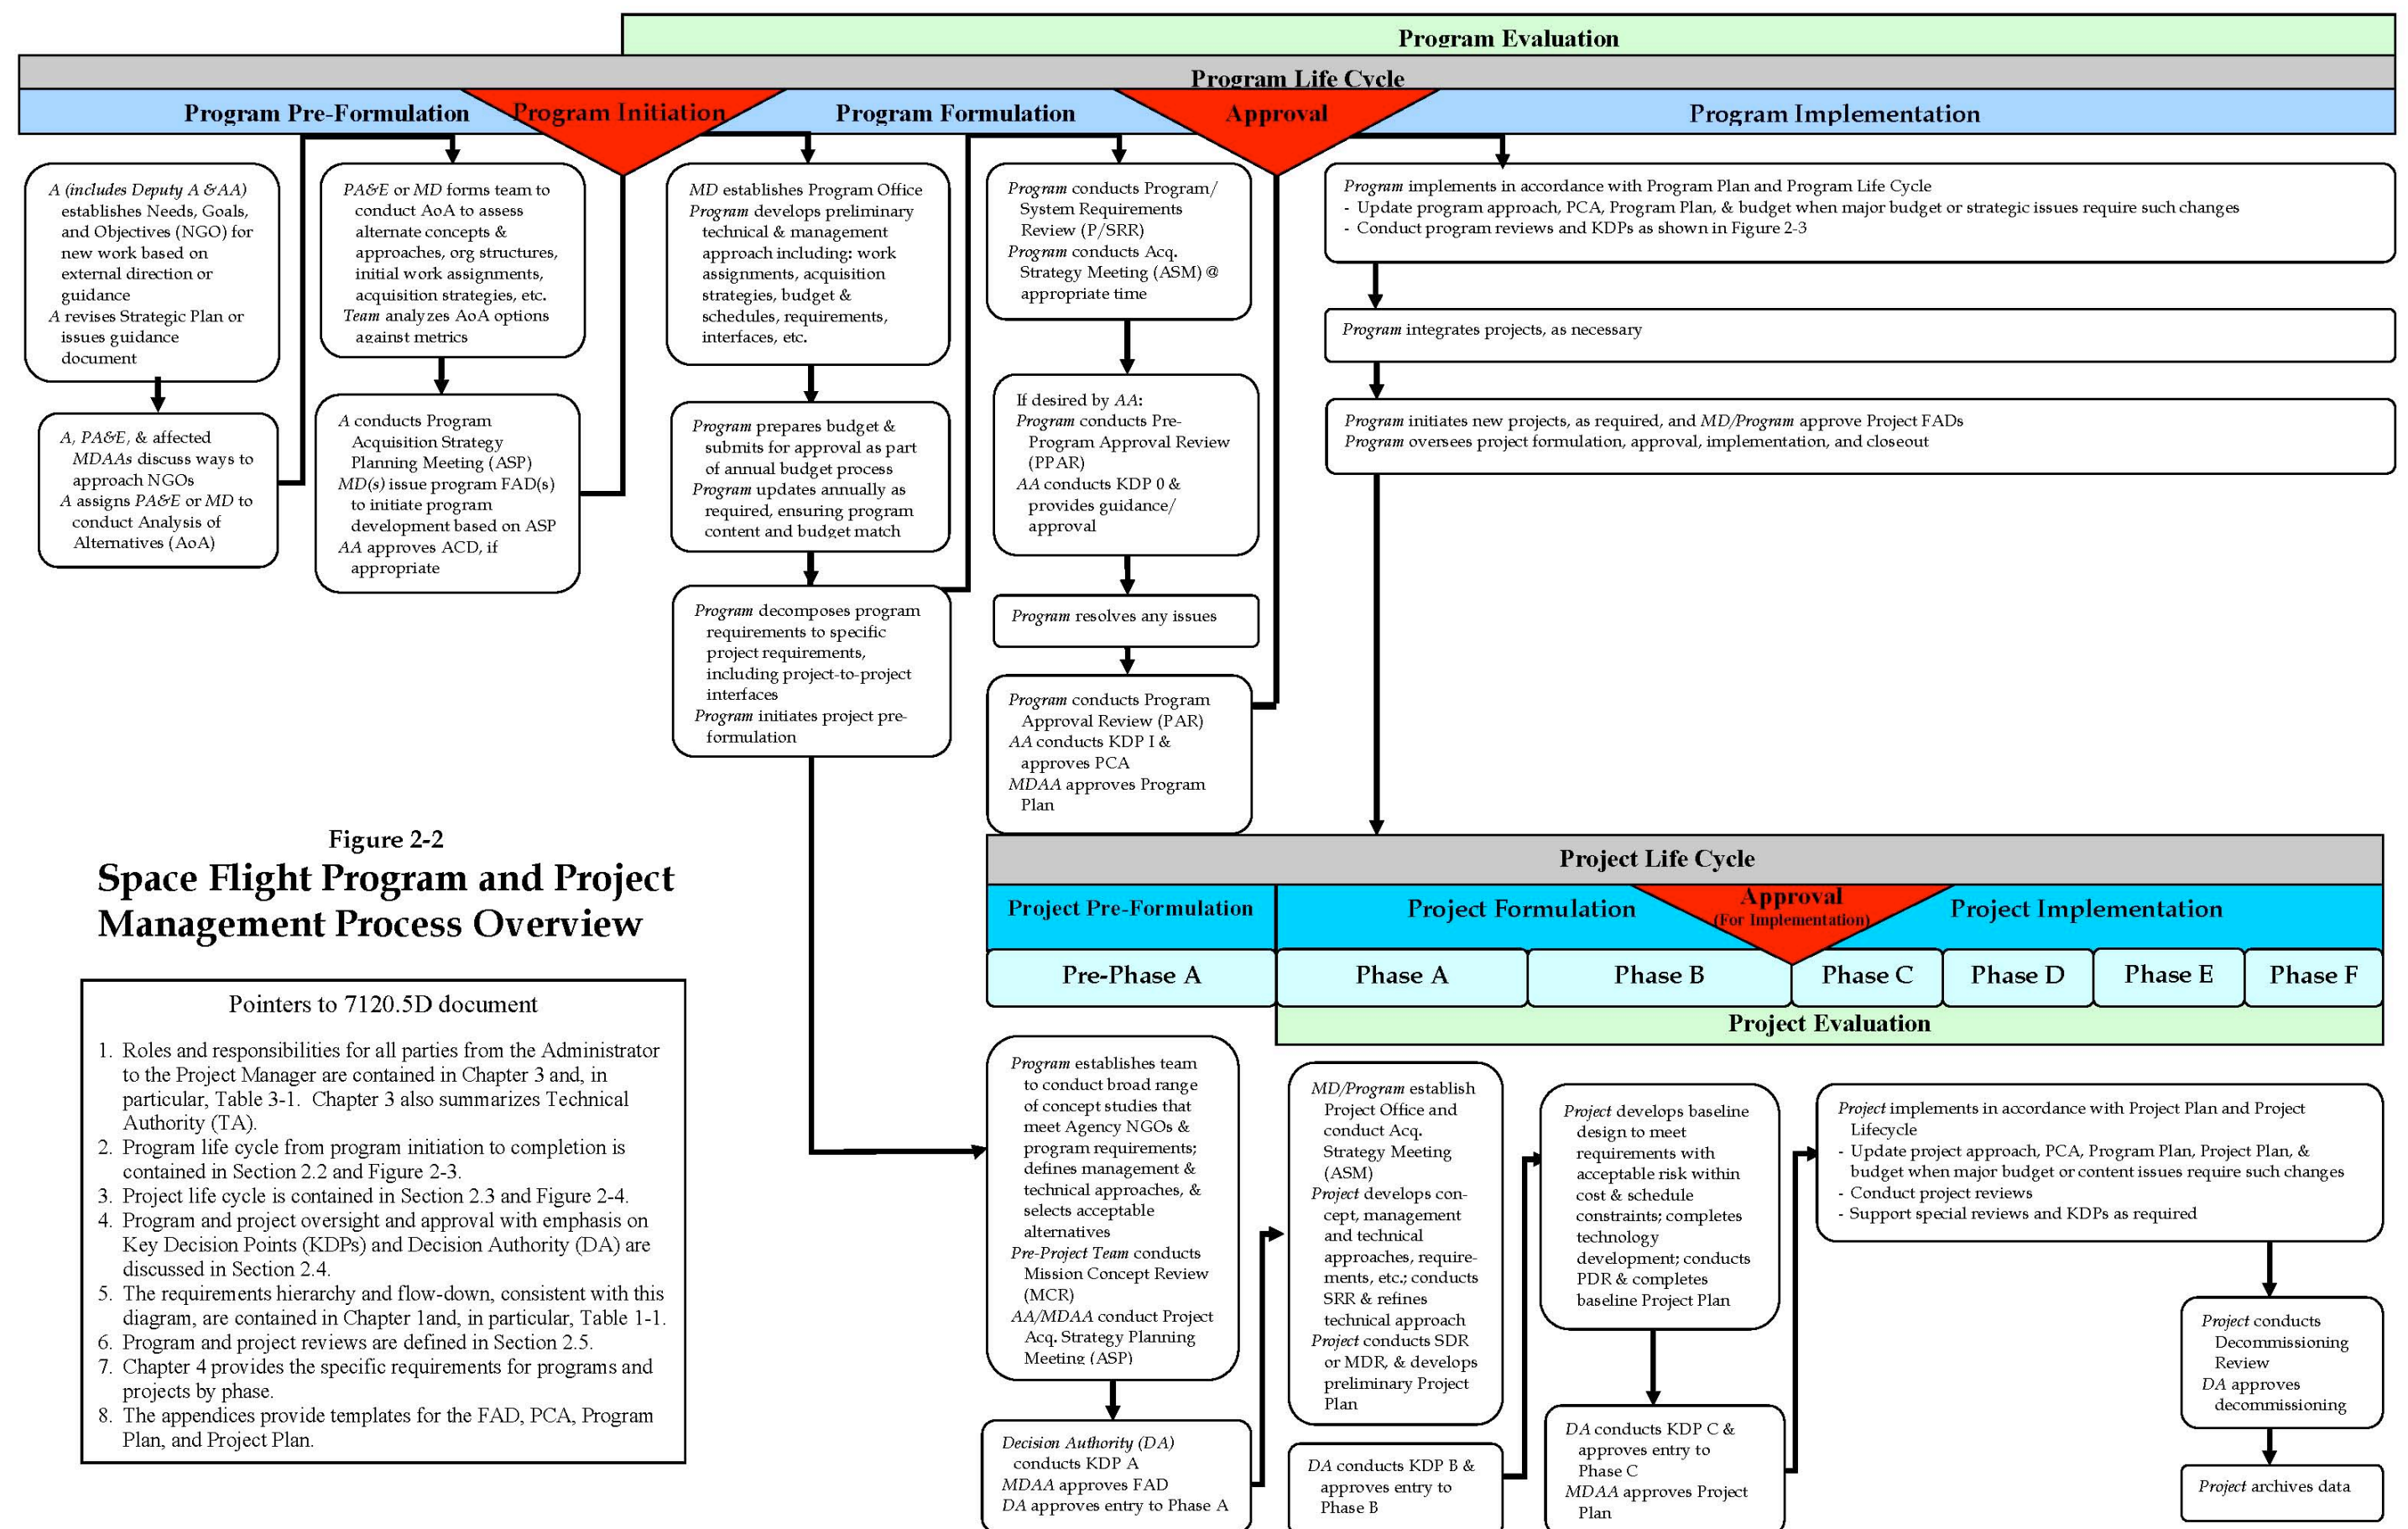 Program Evaluation
Program Life Cycle
Program Pre-Formulation
Program Initiation
Program Formulation
Approval
Program Implementation
A (includes Deputy A & AA)
establishes Needs, Goals,
and Objectives (NGO) for
new work based on
external direction or
guidance
A revises Strategic Plan or
issues guidance
document
A, PA&E, & affected
MDAAs discuss ways to
approach NGOs
A assigns PA&E or MD to
conduct Analysis of
Alternatives (AoA)
PA&E or MD forms team to
conduct AoA to assess
alternate concepts &
approaches, org structures,
initial work assignments,
acquisition strategies, etc.
Team analyzes AoA options
against metrics
A conducts Program
Acquisition Strategy
Planning Meeting (ASP)
MD(s) issue program FAD(s)
to initiate program
development based on ASP
AA approves ACD, if
appropriate
MD establishes Program Office
Program develops preliminary
technical & management
approach including: work
assignments, acquisition
strategies, budget &
schedules, requirements,
interfaces, etc.
Program prepares budget &
submits for approval as part
of annual budget process
Program updates annually as
required, ensuring program
content and budget match
Program decomposes program
requirements to specific
project requirements,
including project-to-project
interfaces
Program initiates project pre-
formulation
Program conducts Program/
System Requirements
Review (P/SRR)
Program conducts Acq.
Strategy Meeting (ASM) @
appropriate time
If desired by AA:
Program conducts Pre-
Program Approval Review
(PPAR)
AA conducts KDP 0 &
provides guidance/
approval
Program resolves any issues
Program conducts Program
Approval Review (PAR)
AA conducts KDP I &
approves PCA
MDAA approves Program
Plan
Program implements in accordance with Program Plan and Program Life Cycle
- Update program approach, PCA, Program Plan, & budget when major budget or strategic issues require such changes
- Conduct program reviews and KDPs as shown in Figure 2-3
Program integrates projects, as necessary
Program initiates new projects, as required, and MD/Program approve Project FADs
Program oversees project formulation, approval, implementation, and closeout
Figure 2-2
Space Flight Program and Project
Management Process Overview
Pointers to 7120.5D document
1. Roles and responsibilities for all parties from the Administrator
to the Project Manager are contained in Chapter 3 and, in
particular, Table 3-1. Chapter 3 also summarizes Technical
Authority (TA).
2. Program life cycle from program initiation to completion is
contained in Section 2.2 and Figure 2-3.
3. Project life cycle is contained in Section 2.3 and Figure 2-4.
4. Program and project oversight and approval with emphasis on
Key Decision Points (KDPs) and Decision Authority (DA) are
discussed in Section 2.4.
5. The requirements hierarchy and flow-down, consistent with this
diagram, are contained in Chapter 1and, in particular, Table 1-1.
6. Program and project reviews are defined in Section 2.5.
7. Chapter 4 provides the specific requirements for programs and
projects by phase.
8. The appendices provide templates for the FAD, PCA, Program
Plan, and Project Plan.
Project Life Cycle
Project Pre-Formulation
Project Formulation
Approval
(For Implementation)
Project Implementation
Pre-Phase A
Phase A
Phase B
Phase C
Phase D
Phase E
Phase F
Project Evaluation
Program establishes team
to conduct broad range
of concept studies that
meet Agency NGOs &
program requirements;
defines management &
technical approaches, &
selects acceptable
alternatives
Pre-Project Team conducts
Mission Concept Review
(MCR)
AA/MDAA conduct Project
Acq. Strategy Planning
Meeting (ASP)
Decision Authority (DA)
conducts KDP A
MDAA approves FAD
DA approves entry to Phase A
MD/Program establish
Project Office and
conduct Acq.
Strategy Meeting
(ASM)
Project develops con-
cept, management
and technical
approaches, require-
ments, etc.; conducts
SRR & refines
technical approach
Project conducts SDR
or MDR, & develops
preliminary Project
Plan
DA conducts KDP B &
approves entry to
Phase B
Project develops baseline
design to meet
requirements with
acceptable risk within
cost & schedule
constraints; completes
technology
development; conducts
PDR & completes
baseline Project Plan
DA conducts KDP C &
approves entry to
Phase C
MDAA approves Project
Plan
Project implements in accordance with Project Plan and Project
Lifecycle
- Update project approach, PCA, Program Plan, Project Plan, &
budget when major budget or content issues require such changes
- Conduct project reviews
- Support special reviews and KDPs as required
Project conducts
Decommissioning
Review
DA approves
decommissioning
Project archives data